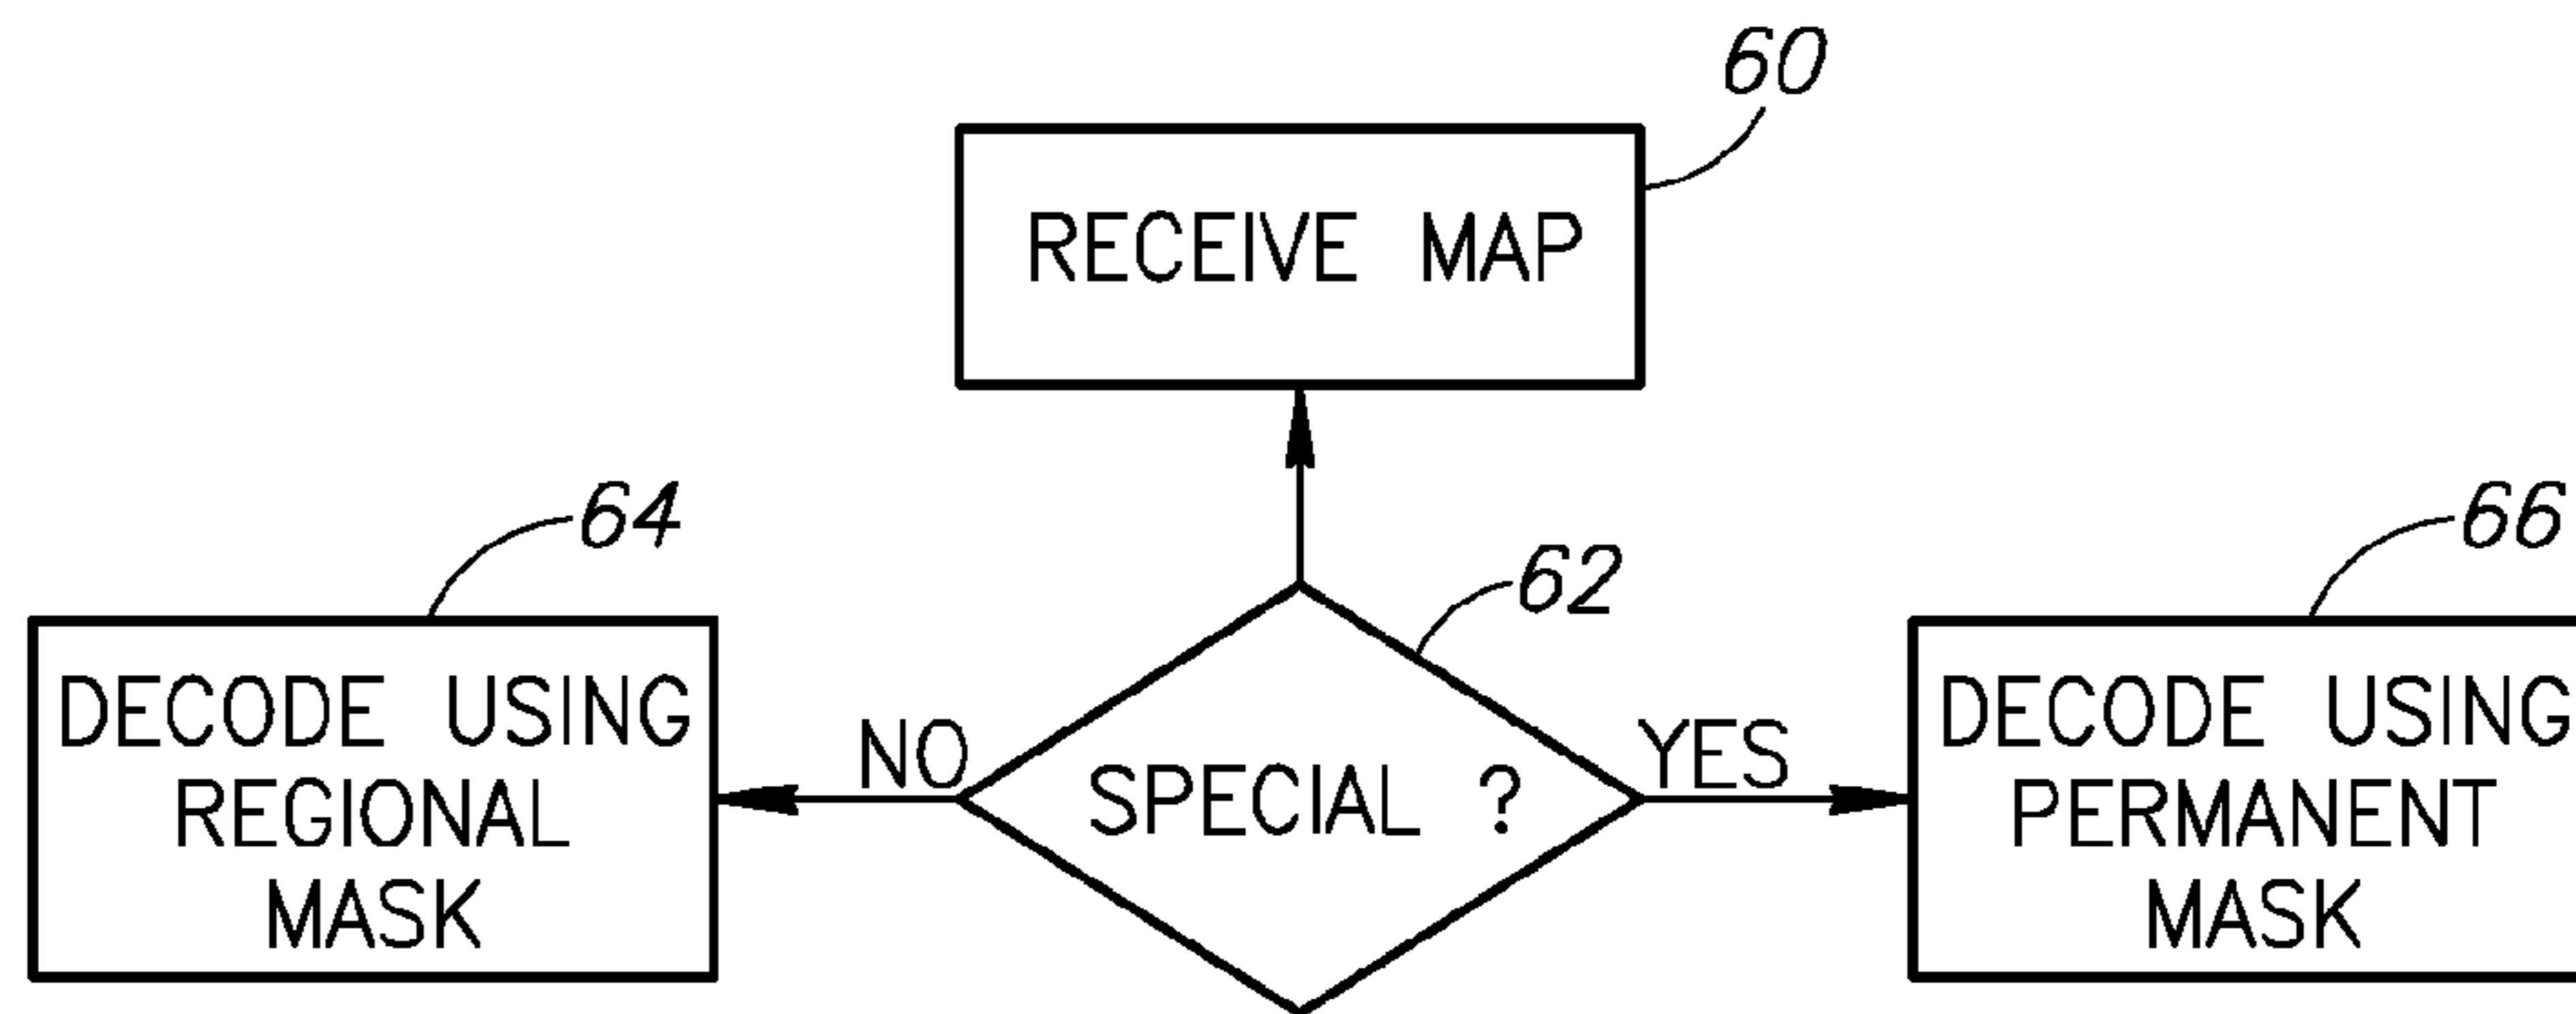 60
RECEIVE MAP
64
62
66
DECODE USING
REGIONAL
MASK
NO
SPECIAL ?
YES
DECODE USING
PERMANENT
MASK